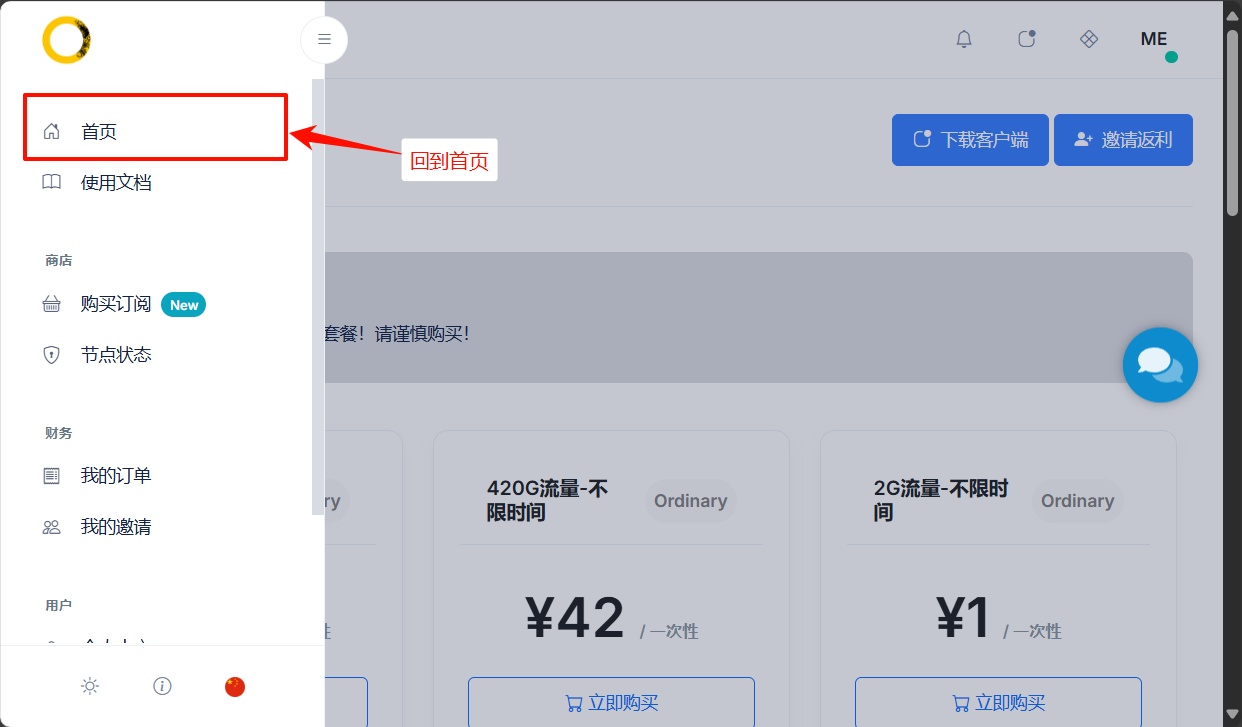 ME
首页
回到首页
使用文档
下载客户端
邀请返利
商店
购买订阅 New
节点状态
套餐！请谨慎购买！
财务
我的订单
我的邀请
用户
ry
420G流量-不
限时间
Ordinary
¥42 / 一次性
立即购买
2G流量-不限时
间
Ordinary
¥1 / 一次性
立即购买